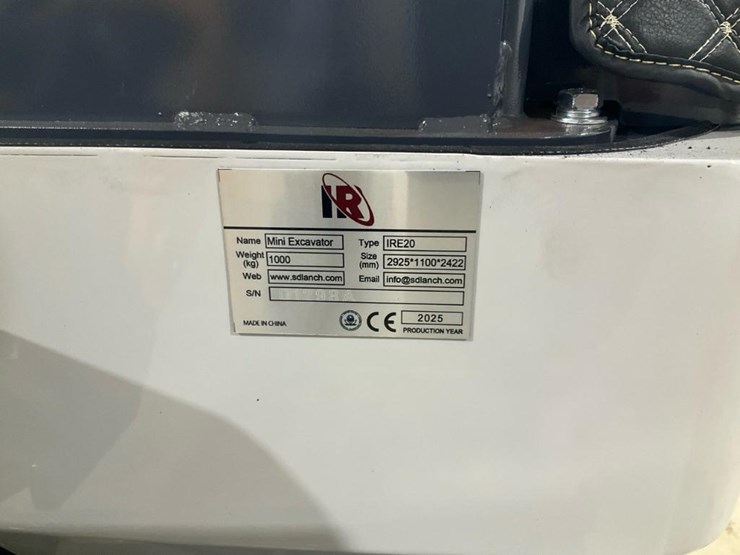 IR
Name Mini Excavator Type IRE20
Weight (kg) 1000 Size (mm) 2925*1100*2422
Web www.sdlanch.com Email info@sdlanch.com
S/N
MADE IN CHINA CE 2025
PRODUCTION YEAR